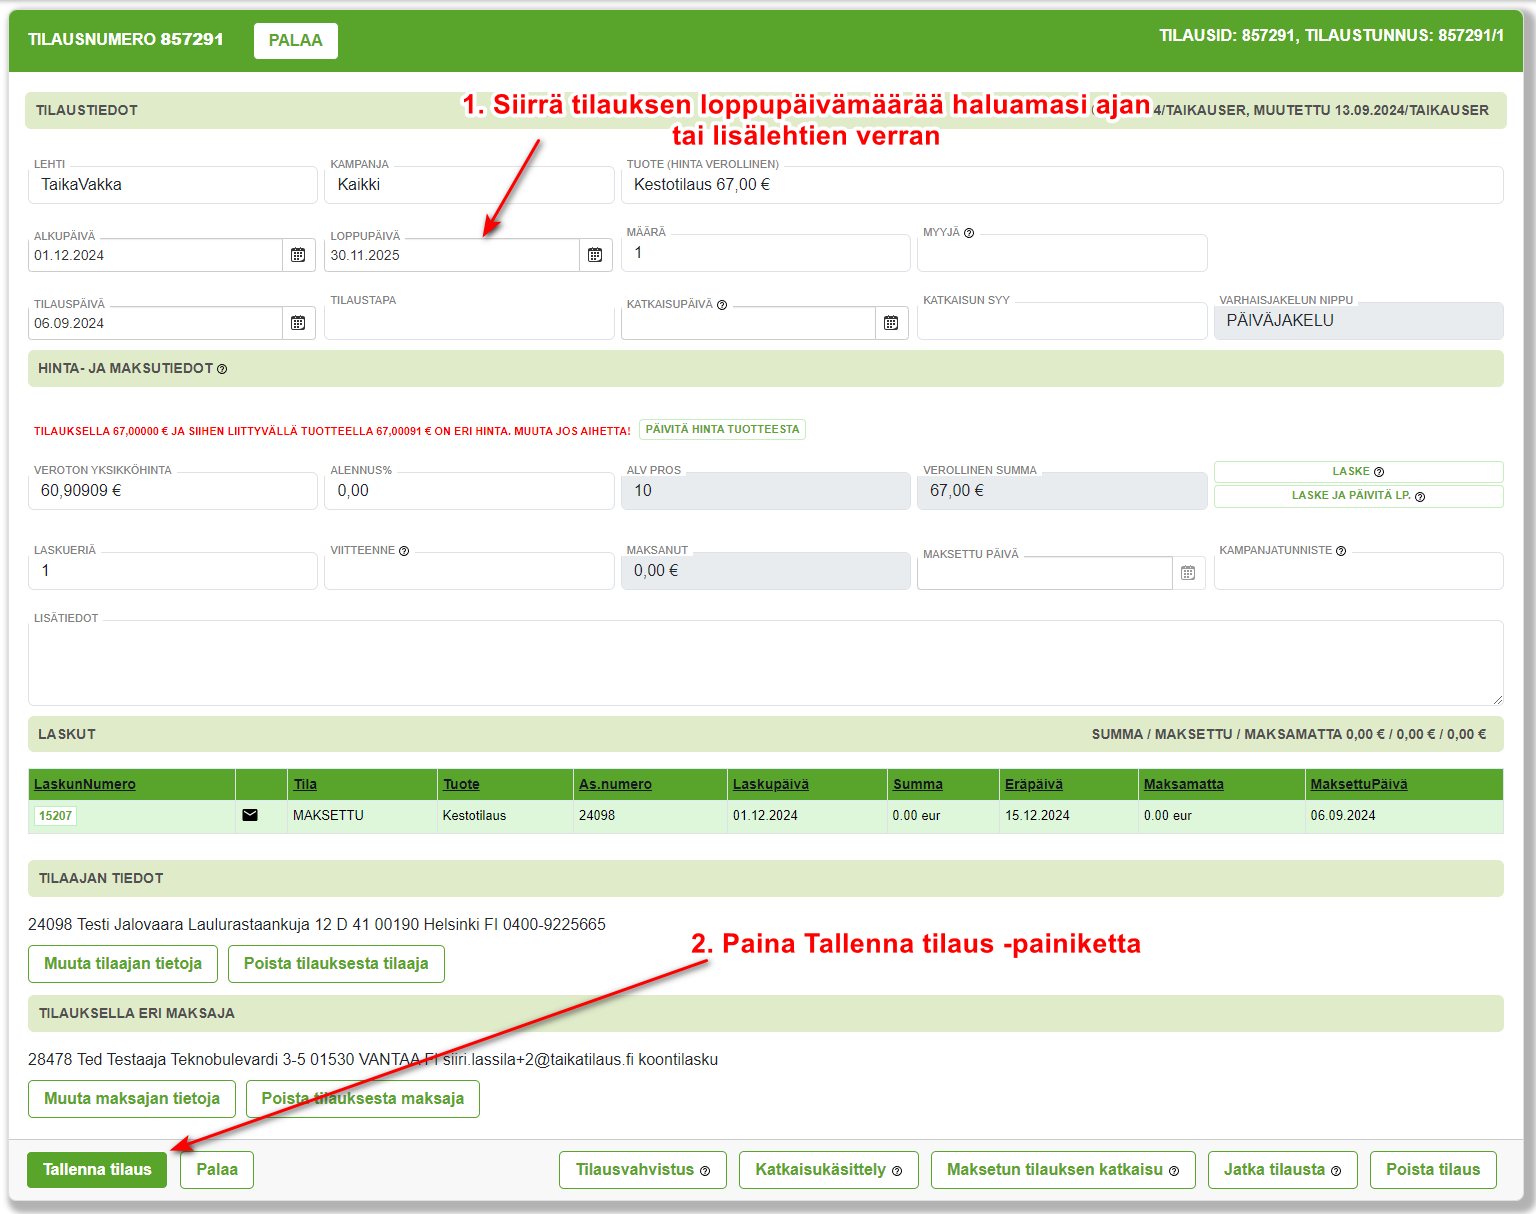 TILAUSNUMERO 857291
PALAA
TILAUSID: 857291, TILAUSTUNNUS: 857291/1
1. Siirrä tilauksen loppupäivämäärää haluamasi ajan
tai lisälehtien verran
TILAUSTIEDOT
4/TAIKAUSER, MUUTETTU 13.09.2024/TAIKAUSER
LEHTI
TaikaVakka
KAMPANJA
Kaikki
TUOTE (HINTA VEROLLINEN)
Kestotilaus 67,00 €
ALKUPÄIVÄ
01.12.2024
LOPPUPÄIVÄ
30.11.2025
MÄÄRÄ
1
MYYJÄ
TILAUSPÄIVÄ
06.09.2024
TILAUSTAPA
KATKAISUPÄIVÄ
KATKAISUN SYY
VARHAISJAKELUN NIPPU
PÄIVÄJAKELU
HINTA- JA MAKSUTIEDOT
TILAUKSELLA 67,00000 € JA SIIHEN LIITTYVÄLLÄ TUOTTEELLA 67,00091 € ON ERI HINTA. MUUTA JOS AIHETTA!
PÄIVITÄ HINTA TUOTTEESTA
VEROTON YKSIKKÖHINTA
60,90909 €
ALENNUS%
0,00
ALV PROS
10
VEROLLINEN SUMMA
67,00 €
LASKE
LASKE JA PÄIVITÄ LP.
LASKUERIÄ
1
VIITTEENNE
MAKSANUT
0,00 €
MAKSETTU PÄIVÄ
KAMPANJATUNNISTE
LISÄTIEDOT
LASKUT
SUMMA / MAKSETTU / MAKSAMATTA 0,00 € / 0,00 € / 0,00 €
LaskunNumero Tila Tuote As.numero Laskupäivä Summa Eräpäivä Maksamatta MaksettuPäivä
15207 MAKSETTU Kestotilaus 24098 01.12.2024 0.00 eur 15.12.2024 0.00 eur 06.09.2024
TILAAJAN TIEDOT
24098 Testi Jalovaara Laulurastaankuja 12 D 41 00190 Helsinki FI 0400-9225665
2. Paina Tallenna tilaus -painiketta
Muuta tilaajan tietoja
Poista tilauksesta tilaaja
TILAUKSELLA ERI MAKSAJA
28478 Ted Testaaja Teknobulevardi 3-5 01530 VANTAA FI siiri.lassila+2@taikatilaus.fi koontilasku
Muuta maksajan tietoja
Poista tilauksesta maksaja
Tallenna tilaus
Palaa
Tilausvahvistus
Katkaisukäsittely
Maksetun tilauksen katkaisu
Jatka tilausta
Poista tilaus